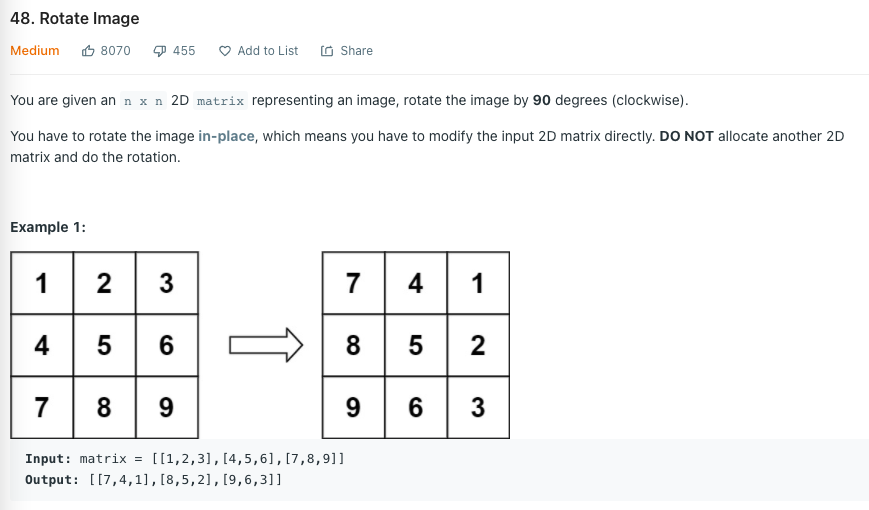 48. Rotate Image
Medium 8070 455 Add to List Share
You are given an n x n 2D matrix representing an image, rotate the image by 90 degrees (clockwise).
You have to rotate the image in-place, which means you have to modify the input 2D matrix directly. DO NOT allocate another 2D
matrix and do the rotation.
Example 1:
1 2 3 7 4 1
4 5 6 8 5 2
7 8 9 9 6 3
Input: matrix = [[1,2,3],[4,5,6],[7,8,9]]
Output: [[7,4,1],[8,5,2],[9,6,3]]